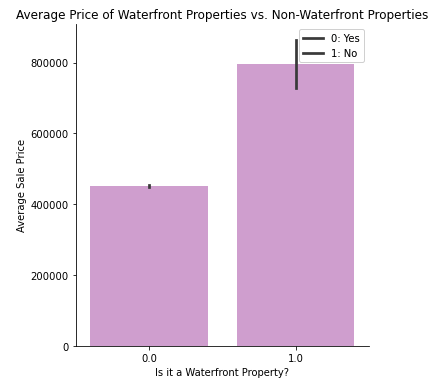 Average Price of Waterfront Properties vs. Non-Waterfront Properties
0: Yes
1: No
800000
600000
400000
200000
0
Average Sale Price
0.0
1.0
Is it a Waterfront Property?